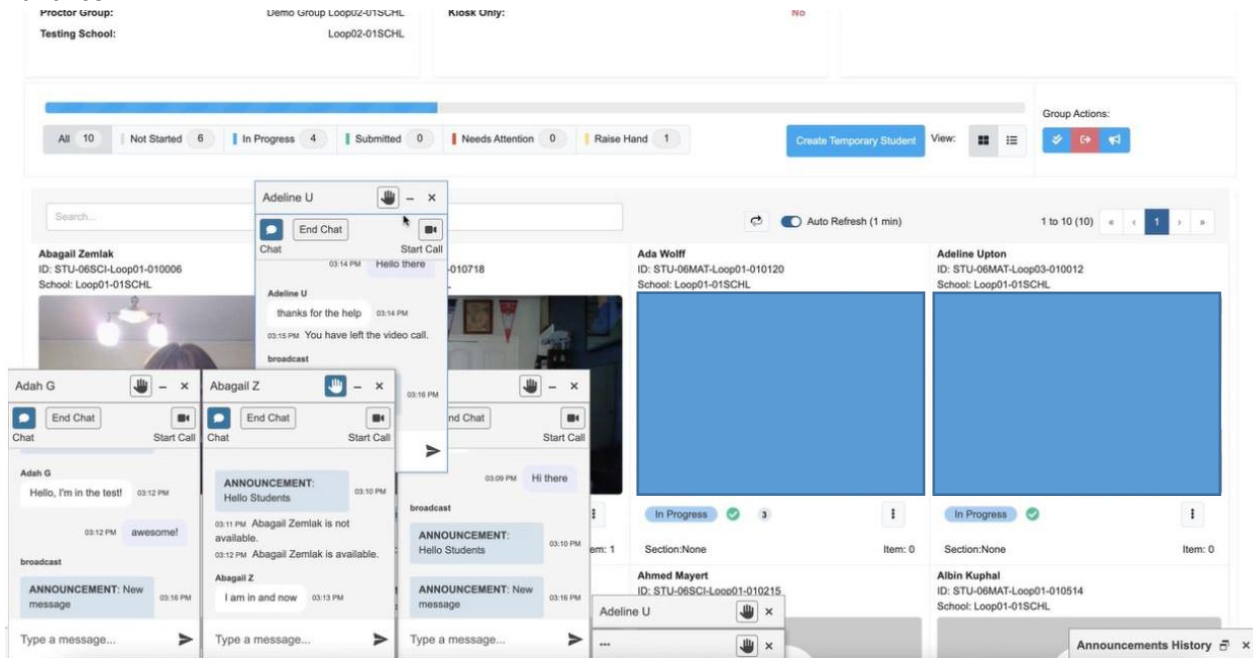 Proctor Group: Demo Group Loop02-01SCHL Kiosk Only: No
Testing School: Loop02-01SCHL
Group Actions:
All 10 Not Started 6 In Progress 4 Submitted 0 Needs Attention 0 Raise Hand 1 Create Temporary Student View:
Search...
Auto Refresh (1 min) 1 to 10 (10) « ‹ 1 › »
Abagail Zemlak
ID: STU-06SCI-Loop01-010006
School: Loop01-01SCHL
-010718
Ada Wolff
ID: STU-06MAT-Loop01-010120
School: Loop01-01SCHL
Adeline Upton
ID: STU-06MAT-Loop03-010012
School: Loop01-01SCHL
Adeline U
End Chat
Chat Start Call
03:14 PM Hello there
Adeline U
thanks for the help 03:14 PM
03:15 PM You have left the video call.
broadcast
03:16 PM
Adah G
End Chat
Chat Start Call
Adah G
Hello, I'm in the test! 03:12 PM
03:12 PM awesome!
broadcast
ANNOUNCEMENT: New
message 03:16 PM
Type a message...
Abagail Z
End Chat
Chat Start Call
ANNOUNCEMENT:
Hello Students 03:10 PM
03:11 PM Abagail Zemlak is not
available.
03:12 PM Abagail Zemlak is available.
Abagail Z
I am in and now 03:13 PM
Type a message...
nd Chat
Start Call
03:09 PM Hi there
broadcast
ANNOUNCEMENT:
Hello Students 03:10 PM
ANNOUNCEMENT: New
message 03:16 PM
Type a message...
In Progress 3
em: 1
Section:None Item: 0
In Progress
Section:None Item: 0
Ahmed Mayert
ID: STU-06SCI-Loop01-010215
Albin Kuphal
ID: STU-06MAT-Loop01-010514
School: Loop01-01SCHL
Adeline U
...
Announcements History